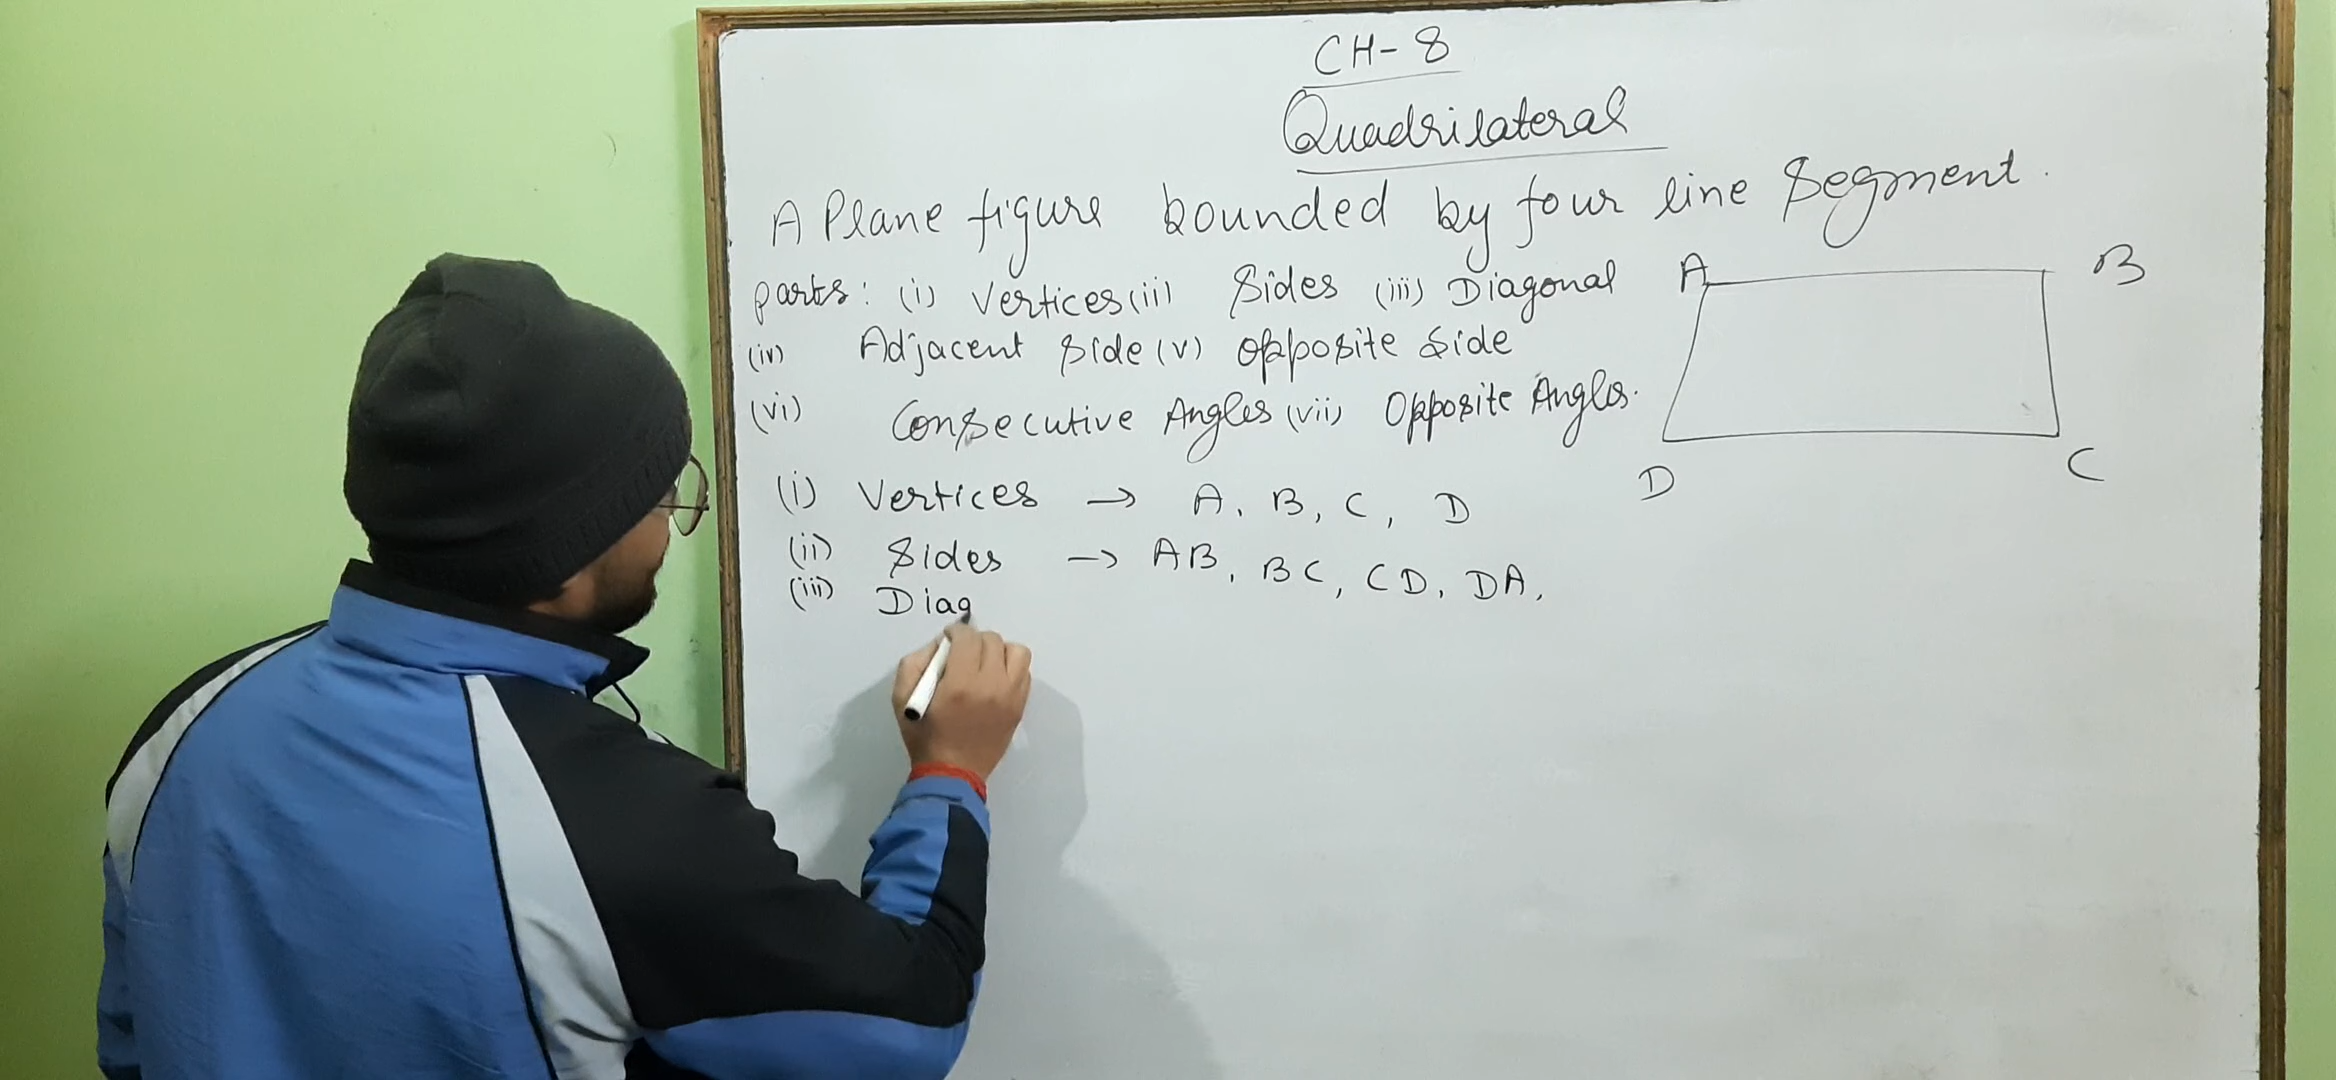 CH-8
Quadrilateral
A Plane figure bounded by four line Segment.
parts: (i) Vertices (ii) Sides (iii) Diagonal
(iv) Adjacent Side (v) opposite Side
(vi) Consecutive Angles (vii) Opposite Angles.
A B
D C
(i) Vertices → A, B, C, D
(ii) Sides → AB, BC, CD, DA,
(iii) Diag